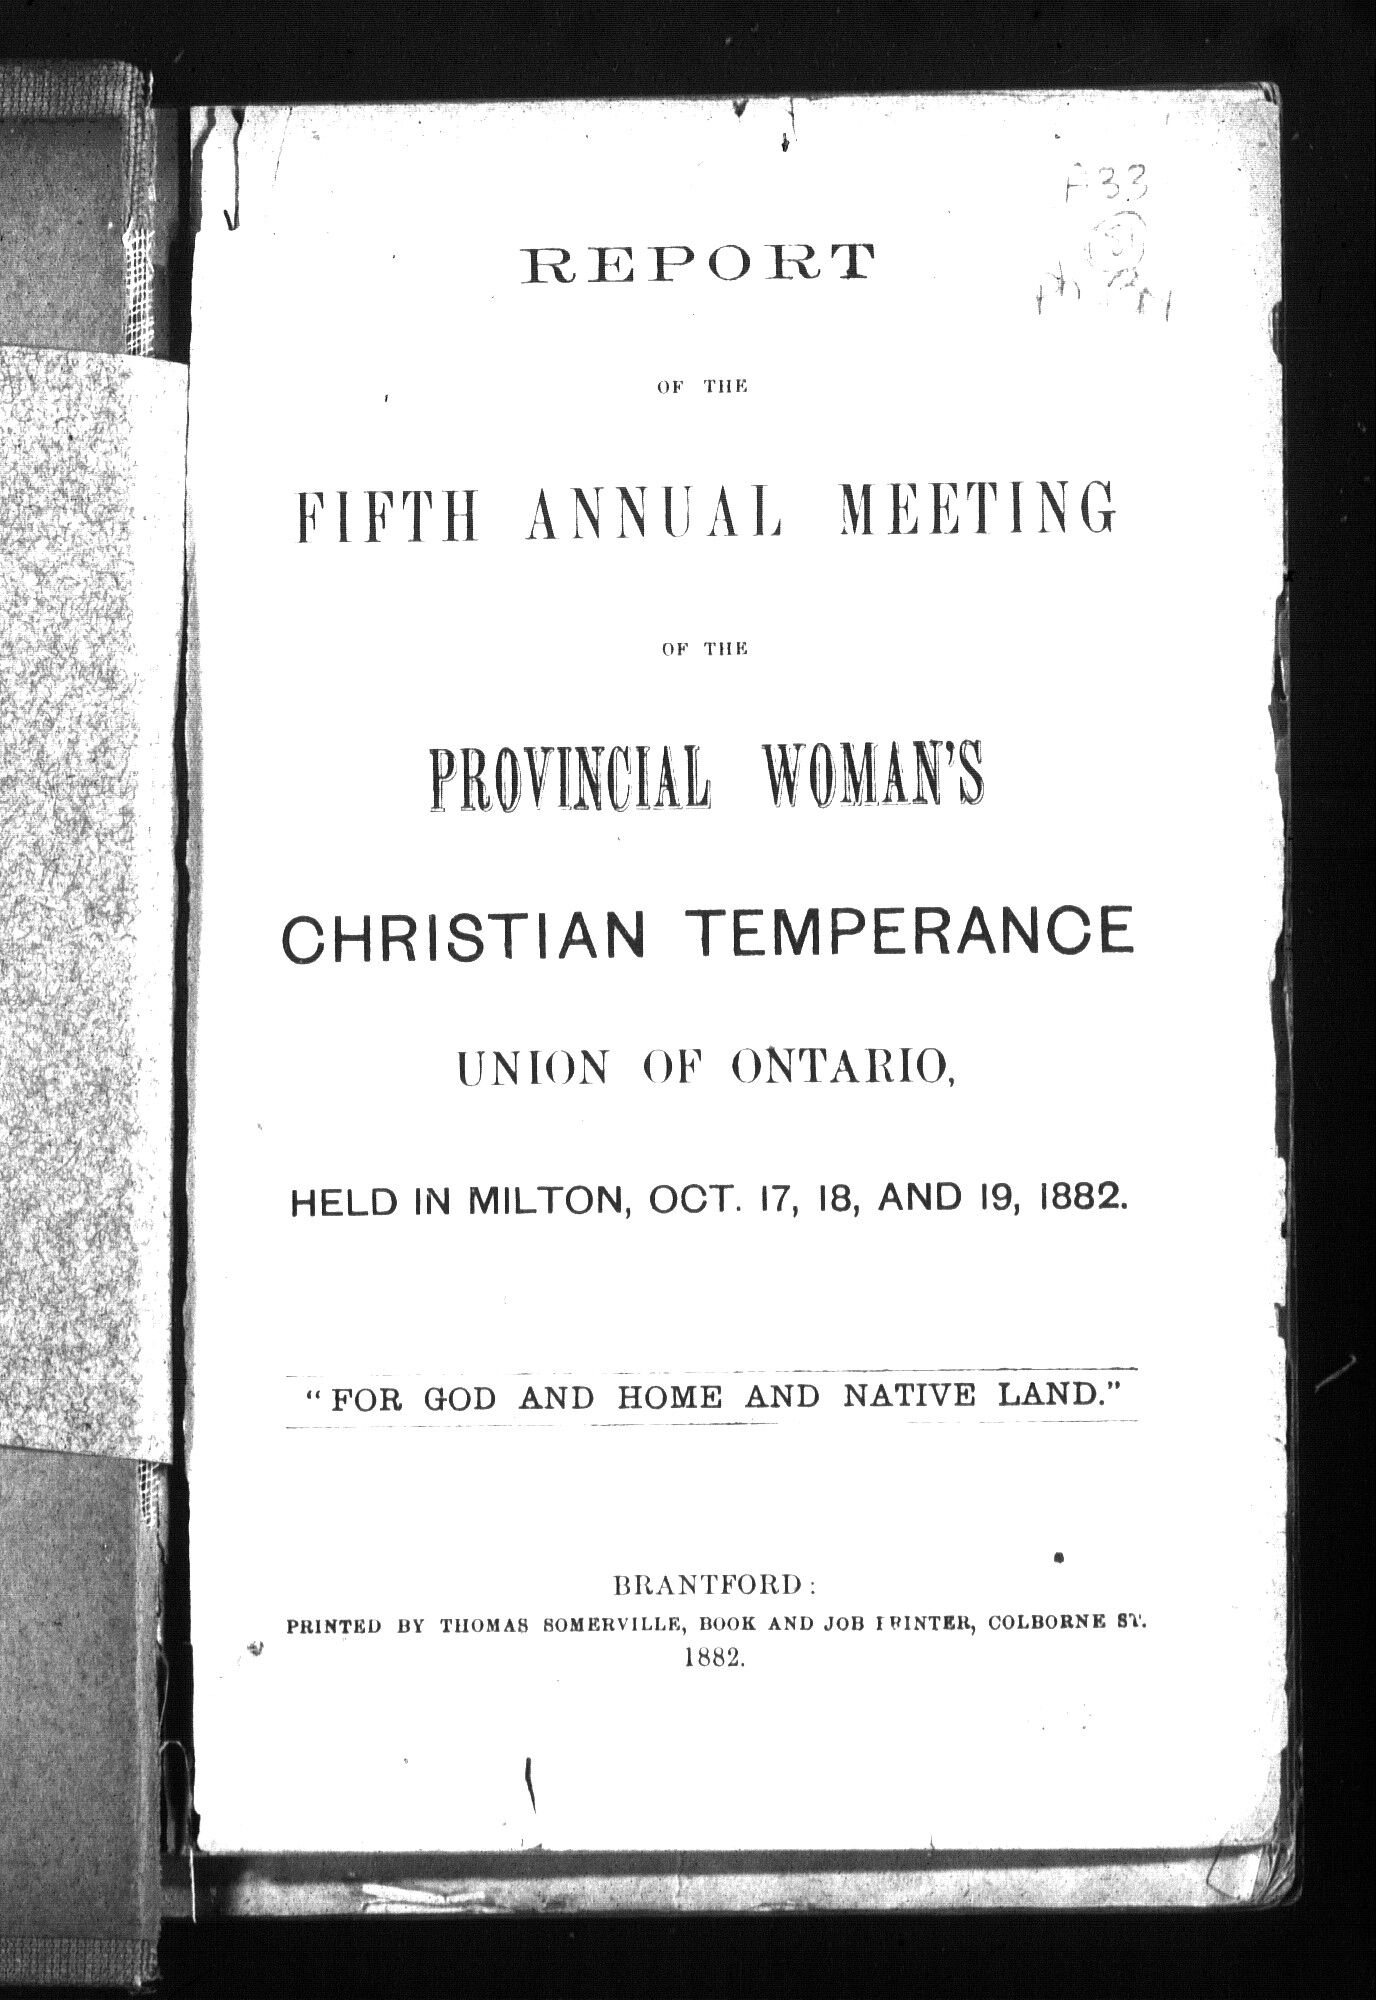 A33
REPORT
OF THE
FIFTH ANNUAL MEETING
OF THE
PROVINCIAL WOMAN'S
CHRISTIAN TEMPERANCE
UNION OF ONTARIO,
HELD IN MILTON, OCT. 17, 18, AND 19, 1882.
"FOR GOD AND HOME AND NATIVE LAND."
BRANTFORD:
PRINTED BY THOMAS SOMERVILLE, BOOK AND JOB PRINTER, COLBORNE ST.
1882.